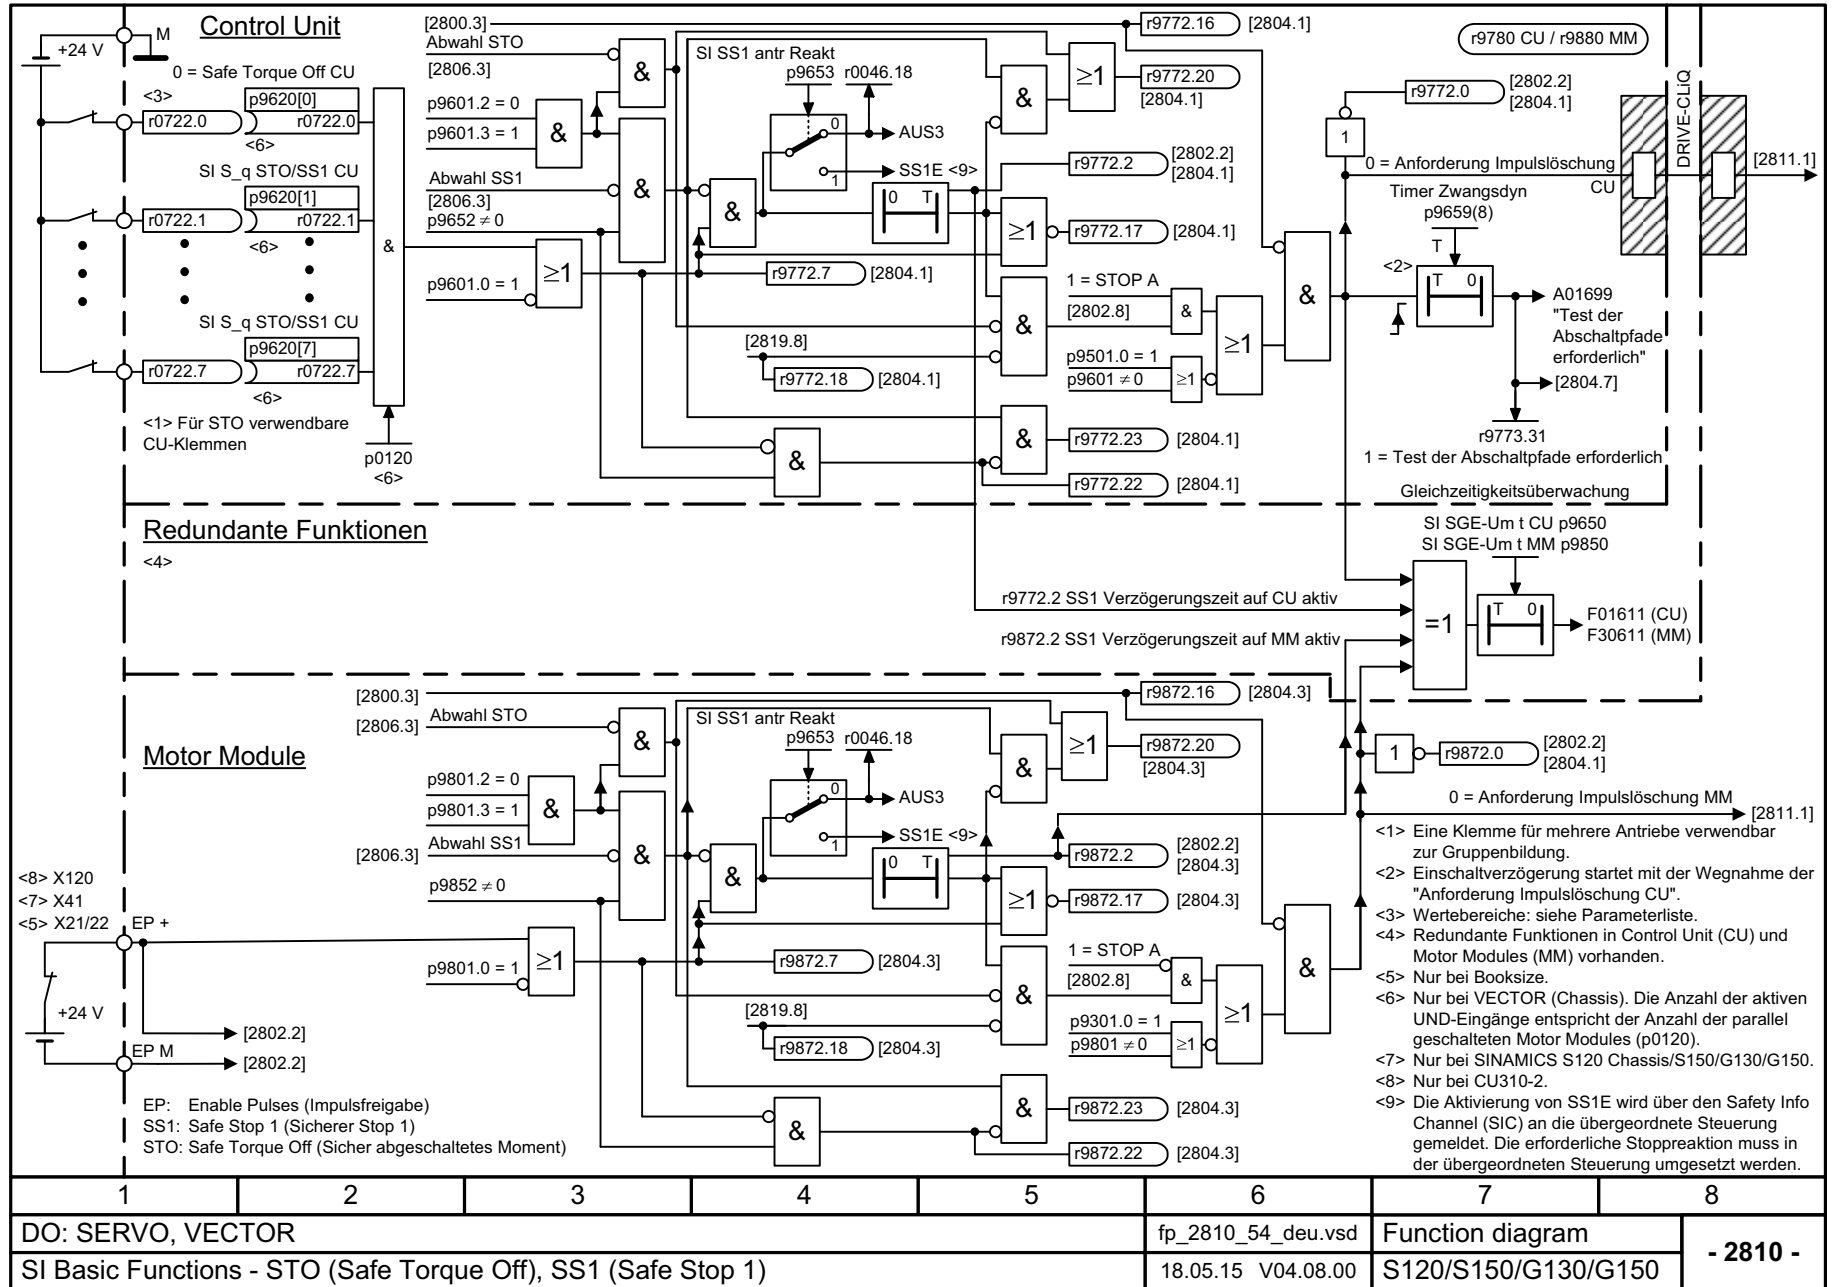 Control Unit
M
+24 V
0 = Safe Torque Off CU
<3>
p9620[0]
r0722.0
r0722.0
<6>
SI S_q STO/SS1 CU
p9620[1]
r0722.1
r0722.1
<6>
SI S_q STO/SS1 CU
p9620[7]
r0722.7
r0722.7
<6>
<1> Für STO verwendbare
CU-Klemmen
&
p0120
<6>
[2800.3]
Abwahl STO
[2806.3]
&
p9601.2 = 0
p9601.3 = 1
&
Abwahl SS1
[2806.3]
p9652 ≠ 0
&
p9601.0 = 1
≥1
SI SS1 antr Reakt
p9653
r0046.18
0
1
AUS3
SS1E <9>
&
0 T
r9772.7
[2804.1]
[2819.8]
r9772.18
[2804.1]
&
r9772.16
[2804.1]
&
≥1
r9772.20
[2804.1]
r9772.2
[2802.2]
[2804.1]
≥1
r9772.17
[2804.1]
&
1 = STOP A
[2802.8]
&
p9501.0 = 1
p9601 ≠ 0
≥1
≥1
&
&
r9772.23
[2804.1]
r9772.22
[2804.1]
r9780 CU / r9880 MM
r9772.0
[2802.2]
[2804.1]
1
0 = Anforderung Impulslöschung
CU
DRIVE-CLiQ
[2811.1]
Timer Zwangsdyn
p9659(8)
T
<2>
T 0
A01699
"Test der
Abschaltpfade
erforderlich"
[2804.7]
r9773.31
1 = Test der Abschaltpfade erforderlich
Gleichzeitigkeitsüberwachung
Redundante Funktionen
<4>
SI SGE-Um t CU p9650
SI SGE-Um t MM p9850
r9772.2 SS1 Verzögerungszeit auf CU aktiv
r9872.2 SS1 Verzögerungszeit auf MM aktiv
=1
T 0
F01611 (CU)
F30611 (MM)
Motor Module
[2800.3]
[2806.3]
Abwahl STO
&
p9801.2 = 0
p9801.3 = 1
&
[2806.3]
Abwahl SS1
p9852 ≠ 0
&
<8> X120
<7> X41
<5> X21/22
EP +
+24 V
EP M
[2802.2]
[2802.2]
p9801.0 = 1
≥1
SI SS1 antr Reakt
p9653
r0046.18
0
1
AUS3
SS1E <9>
&
0 T
r9872.7
[2804.3]
[2819.8]
r9872.18
[2804.3]
&
r9872.16
[2804.3]
&
≥1
r9872.20
[2804.3]
r9872.2
[2802.2]
[2804.3]
≥1
r9872.17
[2804.3]
&
1 = STOP A
[2802.8]
&
p9301.0 = 1
p9801 ≠ 0
≥1
≥1
&
&
r9872.23
[2804.3]
r9872.22
[2804.3]
1
r9872.0
[2802.2]
[2804.1]
0 = Anforderung Impulslöschung MM
[2811.1]
EP: Enable Pulses (Impulsfreigabe)
SS1: Safe Stop 1 (Sicherer Stop 1)
STO: Safe Torque Off (Sicher abgeschaltetes Moment)
<1> Eine Klemme für mehrere Antriebe verwendbar
zur Gruppenbildung.
<2> Einschaltverzögerung startet mit der Wegnahme der
"Anforderung Impulslöschung CU".
<3> Wertebereiche: siehe Parameterliste.
<4> Redundante Funktionen in Control Unit (CU) und
Motor Modules (MM) vorhanden.
<5> Nur bei Booksize.
<6> Nur bei VECTOR (Chassis). Die Anzahl der aktiven
UND-Eingänge entspricht der Anzahl der parallel
geschalteten Motor Modules (p0120).
<7> Nur bei SINAMICS S120 Chassis/S150/G130/G150.
<8> Nur bei CU310-2.
<9> Die Aktivierung von SS1E wird über den Safety Info
Channel (SIC) an die übergeordnete Steuerung
gemeldet. Die erforderliche Stoppreaktion muss in
der übergeordneten Steuerung umgesetzt werden.
1 2 3 4 5 6 7 8
DO: SERVO, VECTOR
fp_2810_54_deu.vsd
Function diagram
- 2810 -
SI Basic Functions - STO (Safe Torque Off), SS1 (Safe Stop 1)
18.05.15 V04.08.00
S120/S150/G130/G150